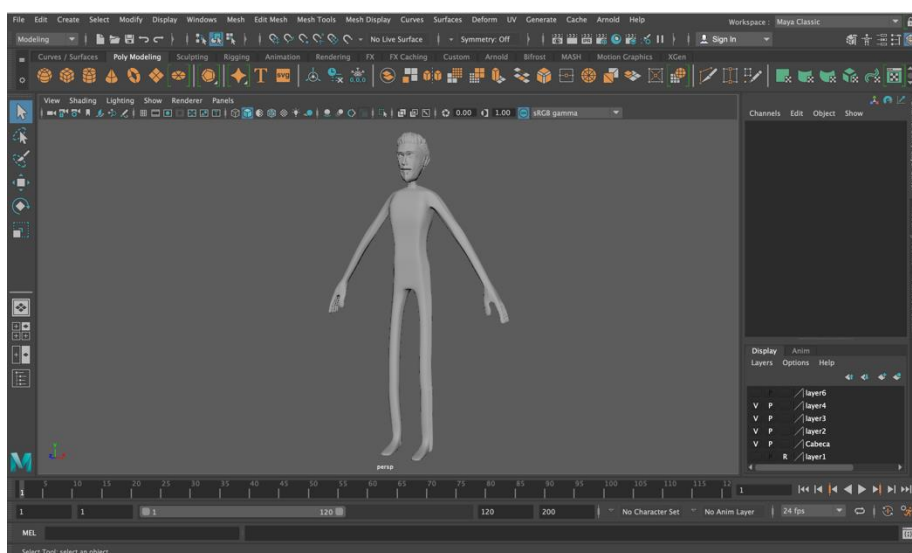 File Edit Create Select Modify Display Windows Mesh Edit Mesh Mesh Tools Mesh Display Curves Surfaces Deform UV Generate Cache Arnold Help Workspace : Maya Classic
Modeling No Live Surface Symmetry: Off Sign In
Curves / Surfaces Poly Modeling Sculpting Rigging Animation Rendering FX FX Caching Custom Arnold Bifrost MASH Motion Graphics XGen
T svg
View Shading Lighting Show Renderer Panels
0.00 1.00 sRGB gamma
Channels Edit Object Show
Display Anim
Layers Options Help
layer6
V P layer4
V P layer3
V P layer2
V P Cabeca
R layer1
persp
5 10 15 20 25 30 35 40 45 50 55 60 65 70 75 80 85 90 95 100 105 110 115 12
1 1
1 1 1 120 120 200 No Character Set No Anim Layer 24 fps
MEL
Select Tool: select an object